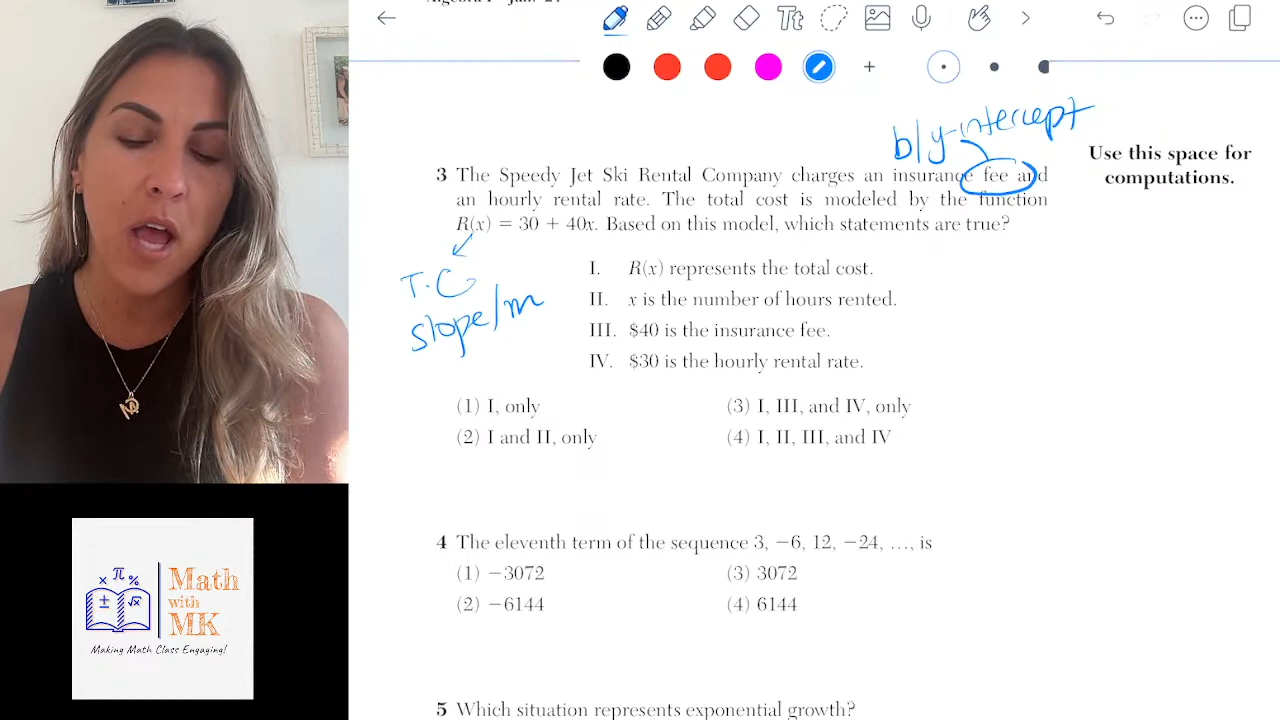 Tt
b/y-intercept
Use this space for
computations.
3 The Speedy Jet Ski Rental Company charges an insurance fee and
an hourly rental rate. The total cost is modeled by the function
R(x) = 30 + 40x. Based on this model, which statements are true?
T.C
slope/m
I. R(x) represents the total cost.
II. x is the number of hours rented.
III. $40 is the insurance fee.
IV. $30 is the hourly rental rate.
(1) I, only
(2) I and II, only
(3) I, III, and IV, only
(4) I, II, III, and IV
4 The eleventh term of the sequence 3, −6, 12, −24, …, is
(1) −3072
(2) −6144
(3) 3072
(4) 6144
5 Which situation represents exponential growth?
× π %
± √x
Math
with
MK
Making Math Class Engaging!